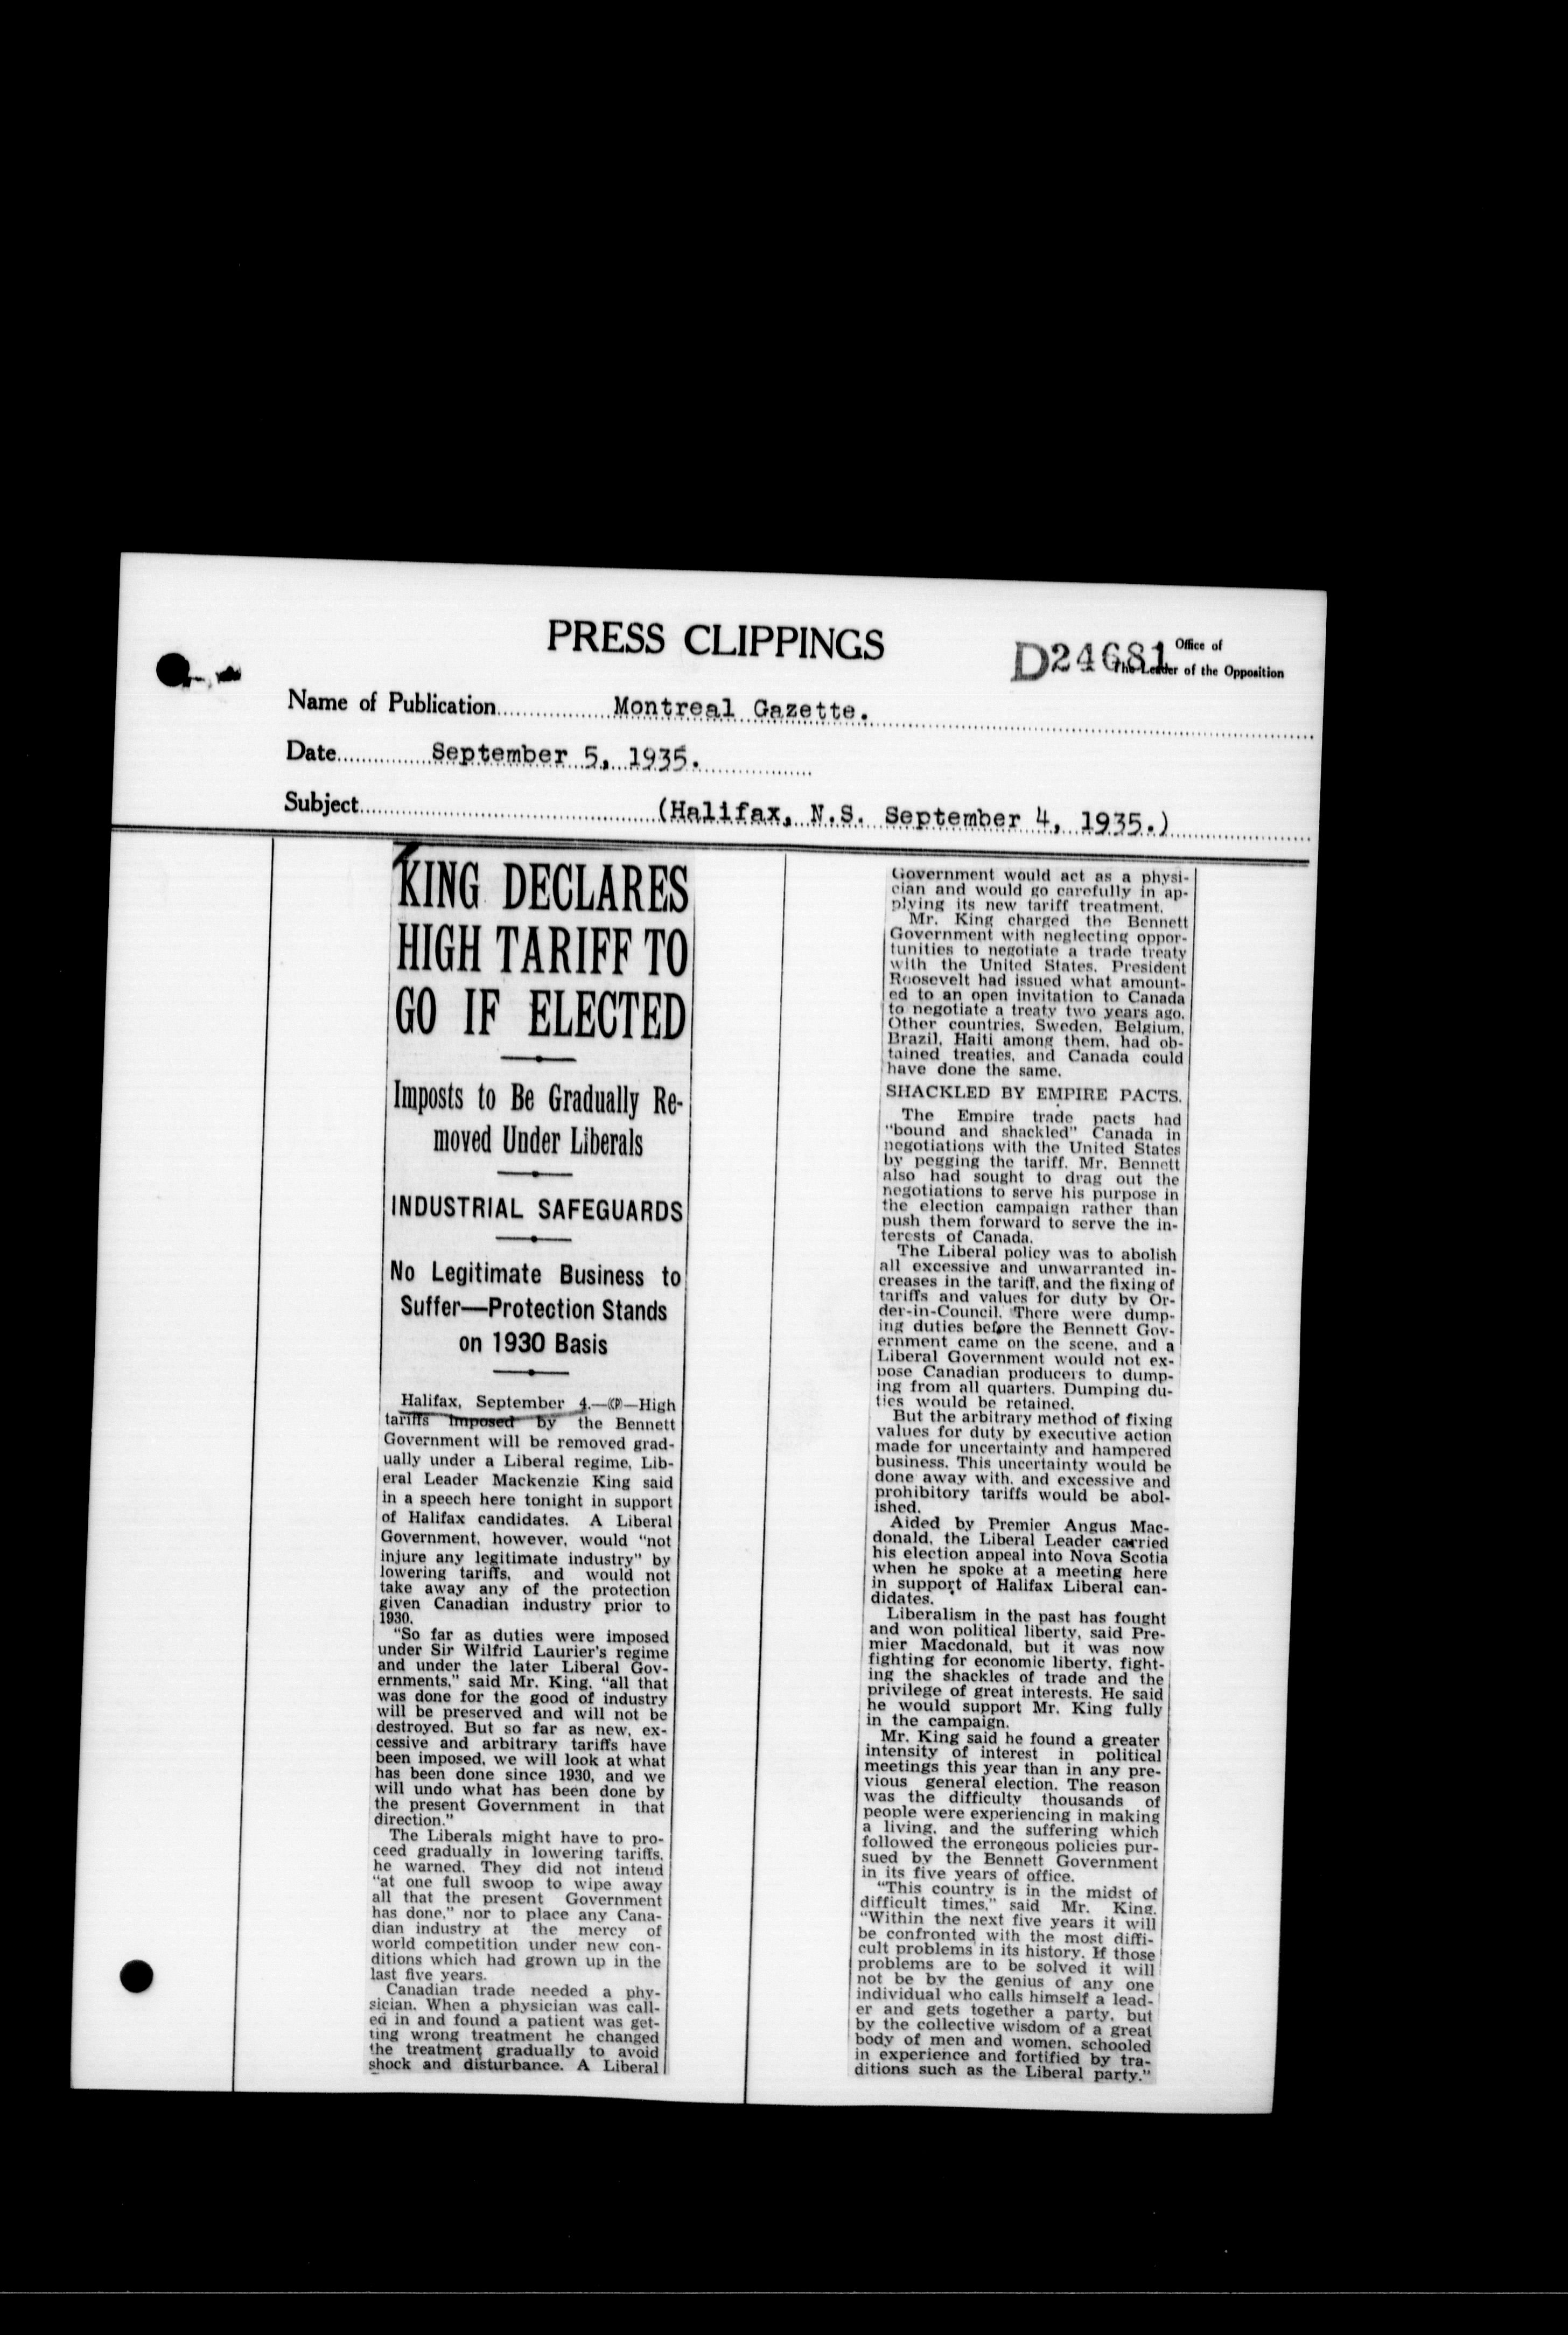 PRESS CLIPPINGS
D24681
Office of
The Leader of the Opposition
Name of Publication................Montreal Gazette.
Date..............September 5, 1935.
Subject............(Halifax, N.S. September 4, 1935.)
KING DECLARES
HIGH TARIFF TO
GO IF ELECTED
Imposts to Be Gradually Re-
moved Under Liberals
INDUSTRIAL SAFEGUARDS
No Legitimate Business to
Suffer—Protection Stands
on 1930 Basis
Halifax, September 4.—(CP)—High
tariffs imposed by the Bennett
Government will be removed grad-
ually under a Liberal regime, Lib-
eral Leader Mackenzie King said
in a speech here tonight in support
of Halifax candidates. A Liberal
Government, however, would "not
injure any legitimate industry" by
lowering tariffs, and would not
take away any of the protection
given Canadian industry prior to
1930.
"So far as duties were imposed
under Sir Wilfrid Laurier's regime
and under the later Liberal Gov-
ernments," said Mr. King, "all that
was done for the good of industry
will be preserved and will not be
destroyed. But so far as new, ex-
cessive and arbitrary tariffs have
been imposed, we will look at what
has been done since 1930, and we
will undo what has been done by
the present Government in that
direction."
The Liberals might have to pro-
ceed gradually in lowering tariffs,
he warned. They did not intend
"at one full swoop to wipe away
all that the present Government
has done," nor to place any Cana-
dian industry at the mercy of
world competition under new con-
ditions which had grown up in the
last five years.
Canadian trade needed a phy-
sician. When a physician was call-
ed in and found a patient was get-
ting wrong treatment he changed
the treatment gradually to avoid
shock and disturbance. A Liberal
Government would act as a physi-
cian and would go carefully in ap-
plying its new tariff treatment.
Mr. King charged the Bennett
Government with neglecting oppor-
tunities to negotiate a trade treaty
with the United States. President
Roosevelt had issued what amount-
ed to an open invitation to Canada
to negotiate a treaty two years ago.
Other countries, Sweden, Belgium,
Brazil, Haiti among them, had ob-
tained treaties, and Canada could
have done the same.
SHACKLED BY EMPIRE PACTS.
The Empire trade pacts had
"bound and shackled" Canada in
negotiations with the United States
by pegging the tariff. Mr. Bennett
also had sought to drag out the
negotiations to serve his purpose in
the election campaign rather than
push them forward to serve the in-
terests of Canada.
The Liberal policy was to abolish
all excessive and unwarranted in-
creases in the tariff, and the fixing of
tariffs and values for duty by Or-
der-in-Council. There were dump-
ing duties before the Bennett Gov-
ernment came on the scene, and a
Liberal Government would not ex-
pose Canadian producers to dump-
ing from all quarters. Dumping du-
ties would be retained.
But the arbitrary method of fixing
values for duty by executive action
made for uncertainty and hampered
business. This uncertainty would be
done away with, and excessive and
prohibitory tariffs would be abol-
ished.
Aided by Premier Angus Mac-
donald, the Liberal Leader carried
his election appeal into Nova Scotia
when he spoke at a meeting here
in support of Halifax Liberal can-
didates.
Liberalism in the past has fought
and won political liberty, said Pre-
mier Macdonald, but it was now
fighting for economic liberty, fight-
ing the shackles of trade and the
privilege of great interests. He said
he would support Mr. King fully
in the campaign.
Mr. King said he found a greater
intensity of interest in political
meetings this year than in any pre-
vious general election. The reason
was the difficulty thousands of
people were experiencing in making
a living, and the suffering which
followed the erroneous policies pur-
sued by the Bennett Government
in its five years of office.
"This country is in the midst of
difficult times," said Mr. King.
"Within the next five years it will
be confronted with the most diffi-
cult problems in its history. If those
problems are to be solved it will
not be by the genius of any one
individual who calls himself a lead-
er and gets together a party, but
by the collective wisdom of a great
body of men and women, schooled
in experience and fortified by tra-
ditions such as the Liberal party."